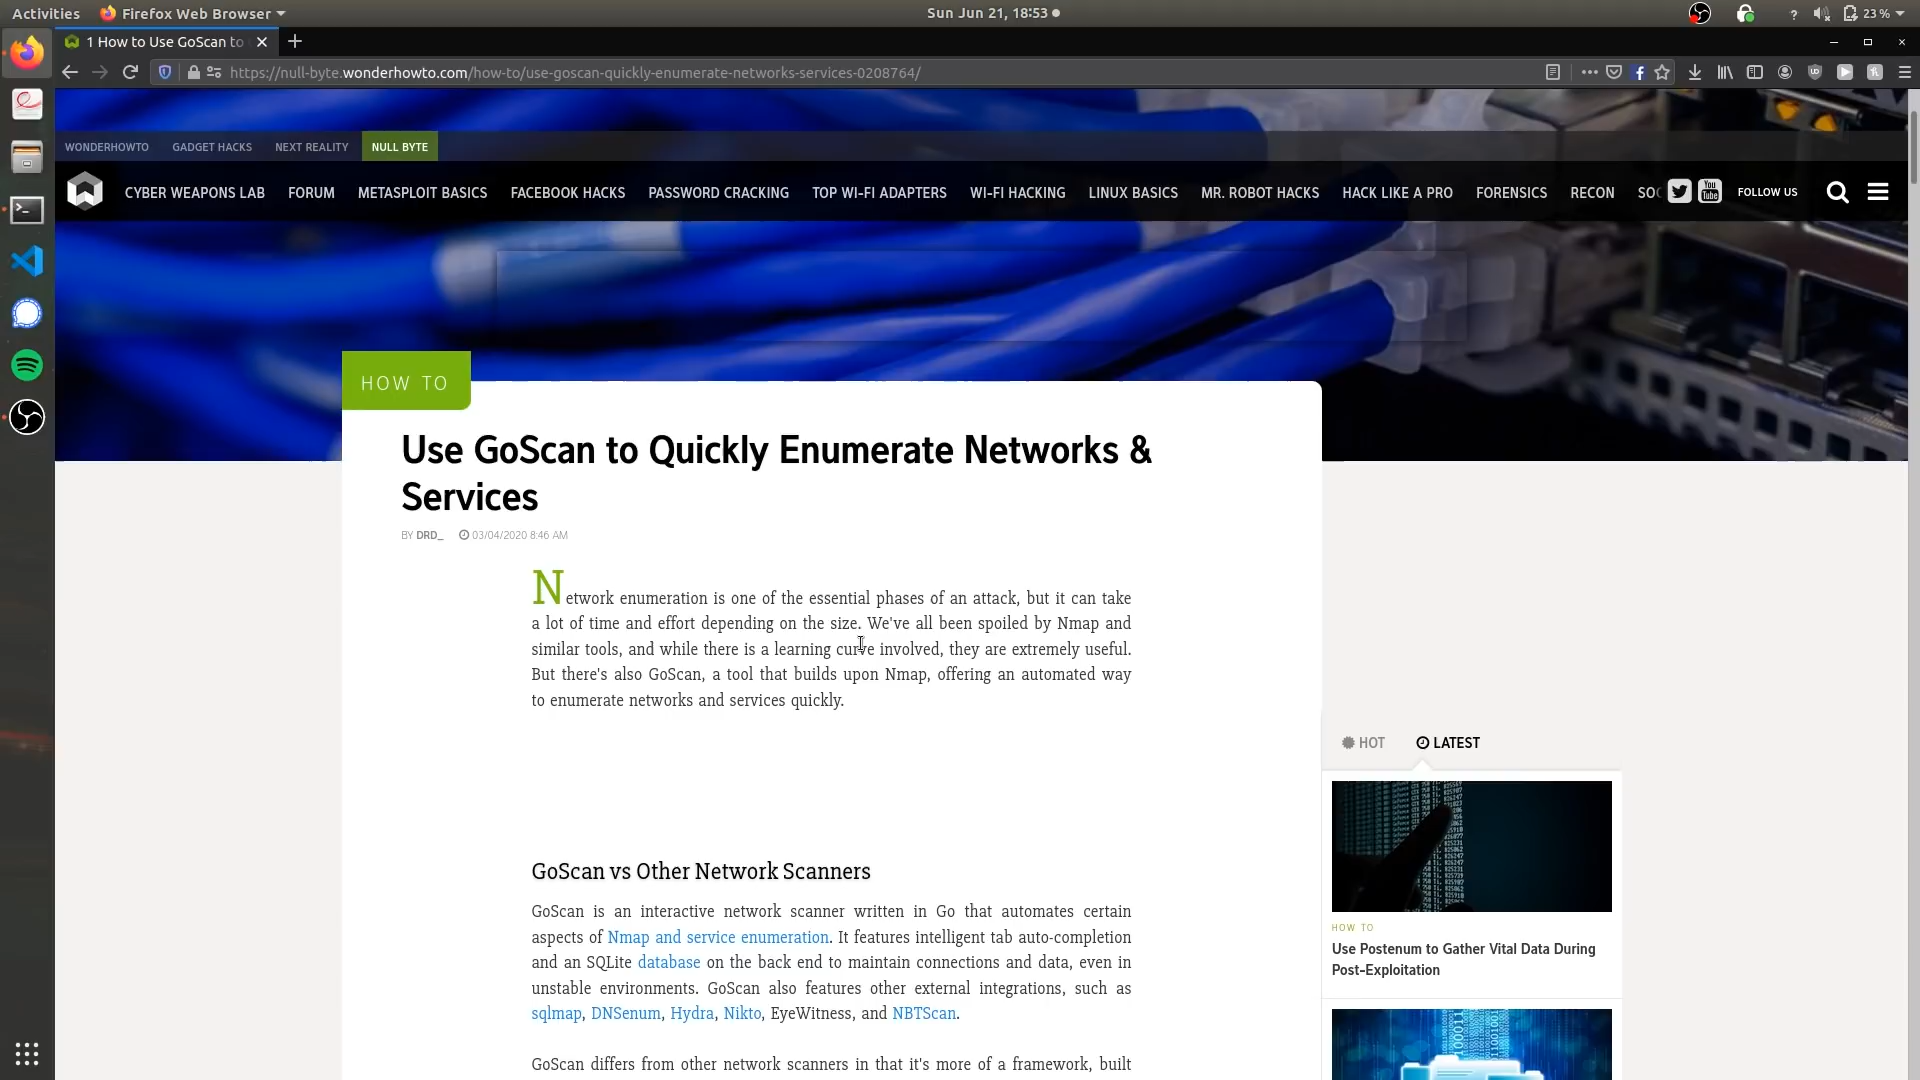 Activities
Firefox Web Browser
Sun Jun 21, 18:53
23 %
1 How to Use GoScan to
https://null-byte.wonderhowto.com/how-to/use-goscan-quickly-enumerate-networks-services-0208764/
WONDERHOWTO GADGET HACKS NEXT REALITY NULL BYTE
CYBER WEAPONS LAB FORUM METASPLOIT BASICS FACEBOOK HACKS PASSWORD CRACKING TOP WI-FI ADAPTERS WI-FI HACKING LINUX BASICS MR. ROBOT HACKS HACK LIKE A PRO FORENSICS RECON SOC
You Tube
FOLLOW US
HOW TO
Use GoScan to Quickly Enumerate Networks &
Services
BY DRD_ 03/04/2020 8:46 AM
Network enumeration is one of the essential phases of an attack, but it can take
a lot of time and effort depending on the size. We've all been spoiled by Nmap and
similar tools, and while there is a learning curve involved, they are extremely useful.
But there's also GoScan, a tool that builds upon Nmap, offering an automated way
to enumerate networks and services quickly.
HOT LATEST
GoScan vs Other Network Scanners
GoScan is an interactive network scanner written in Go that automates certain
aspects of Nmap and service enumeration. It features intelligent tab auto-completion
and an SQLite database on the back end to maintain connections and data, even in
unstable environments. GoScan also features other external integrations, such as
sqlmap, DNSenum, Hydra, Nikto, EyeWitness, and NBTScan.
GoScan differs from other network scanners in that it's more of a framework, built
HOW TO
Use Postenum to Gather Vital Data During
Post-Exploitation